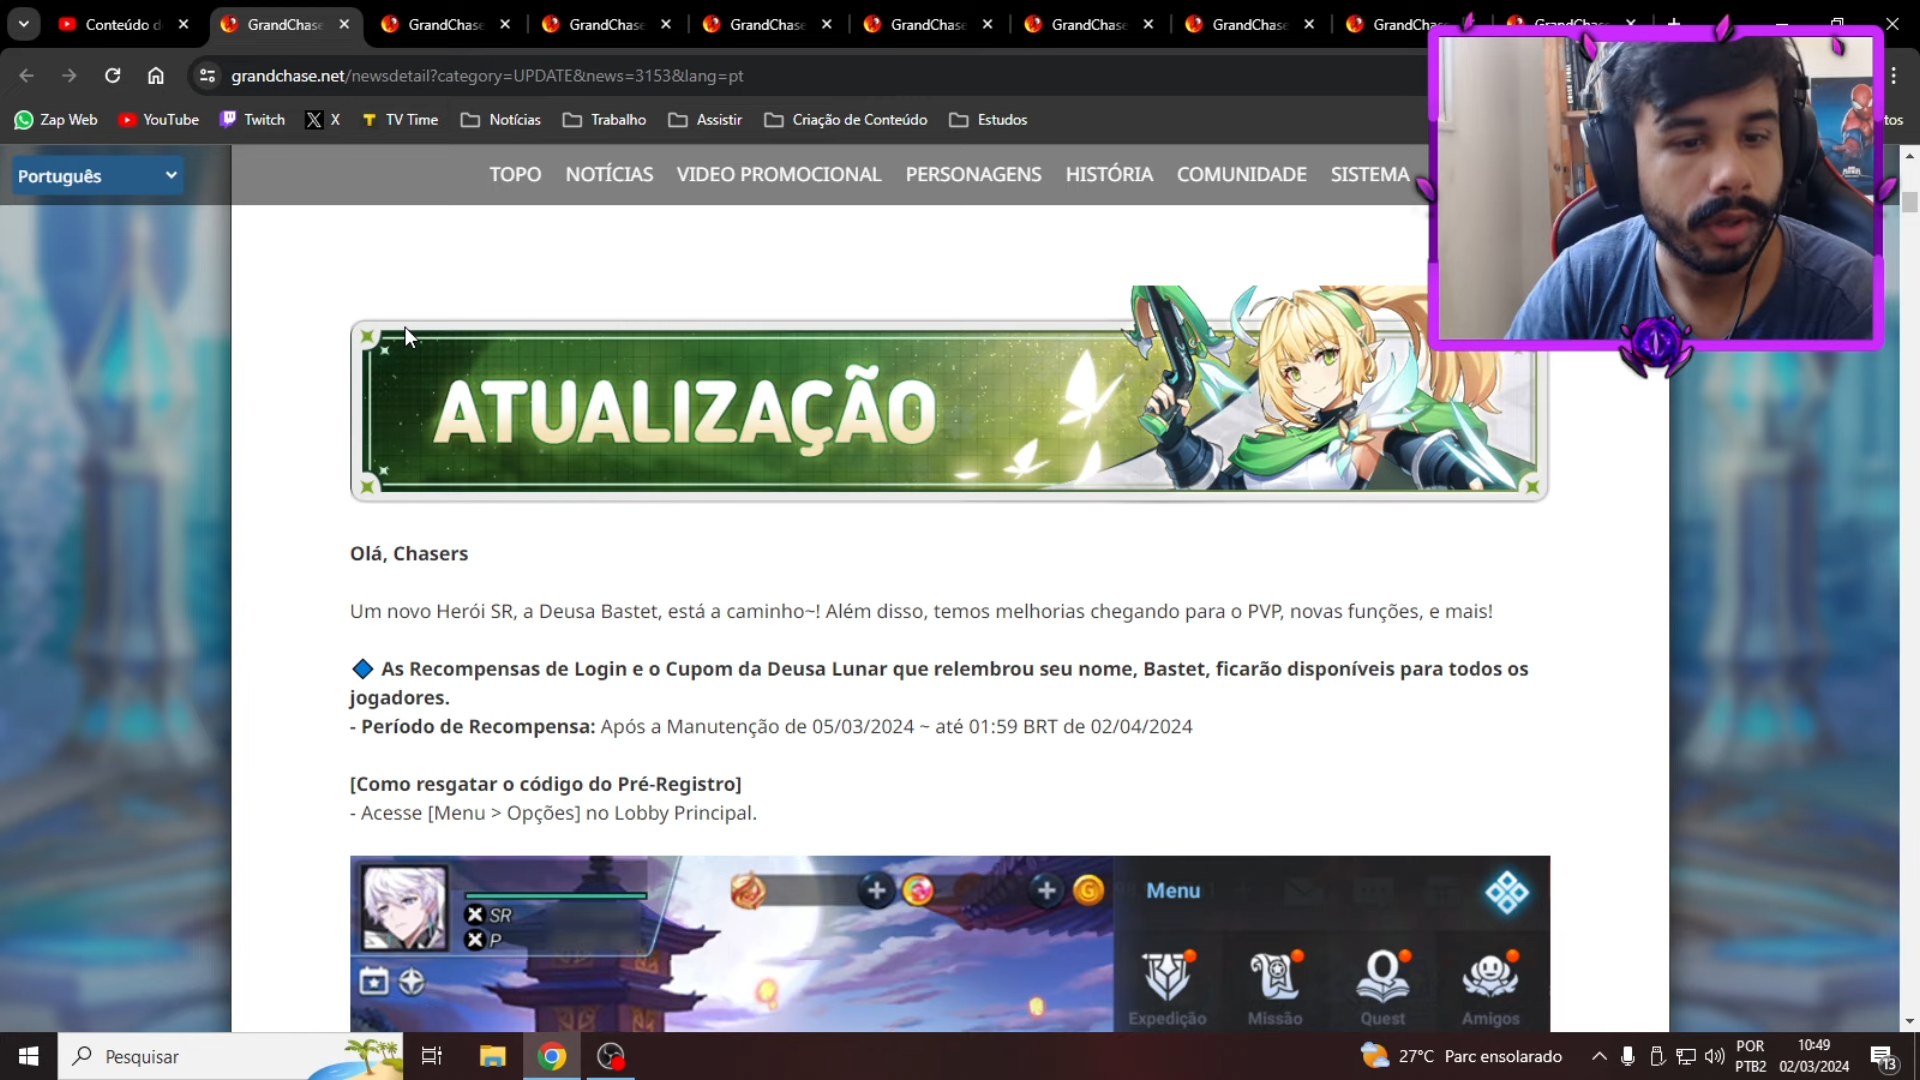 Conteúdo d
GrandChase
GrandChase
GrandChase
GrandChase
GrandChase
GrandChase
GrandChase
GrandChase
GrandChase
grandchase.net/newsdetail?category=UPDATE&news=3153&lang=pt
Zap Web YouTube Twitch X TV Time Notícias Trabalho Assistir Criação de Conteúdo Estudos
tos
Português
TOPO NOTÍCIAS VIDEO PROMOCIONAL PERSONAGENS HISTÓRIA COMUNIDADE SISTEMA
ATUALIZAÇÃO
Olá, Chasers
Um novo Herói SR, a Deusa Bastet, está a caminho~! Além disso, temos melhorias chegando para o PVP, novas funções, e mais!
As Recompensas de Login e o Cupom da Deusa Lunar que relembrou seu nome, Bastet, ficarão disponíveis para todos os
jogadores.
- Período de Recompensa: Após a Manutenção de 05/03/2024 ~ até 01:59 BRT de 02/04/2024
[Como resgatar o código do Pré-Registro]
- Acesse [Menu > Opções] no Lobby Principal.
SR
P
Menu
Expedição Missão Quest Amigos
Pesquisar
27°C Parc ensolarado
POR
PTB2
10:49
02/03/2024
13